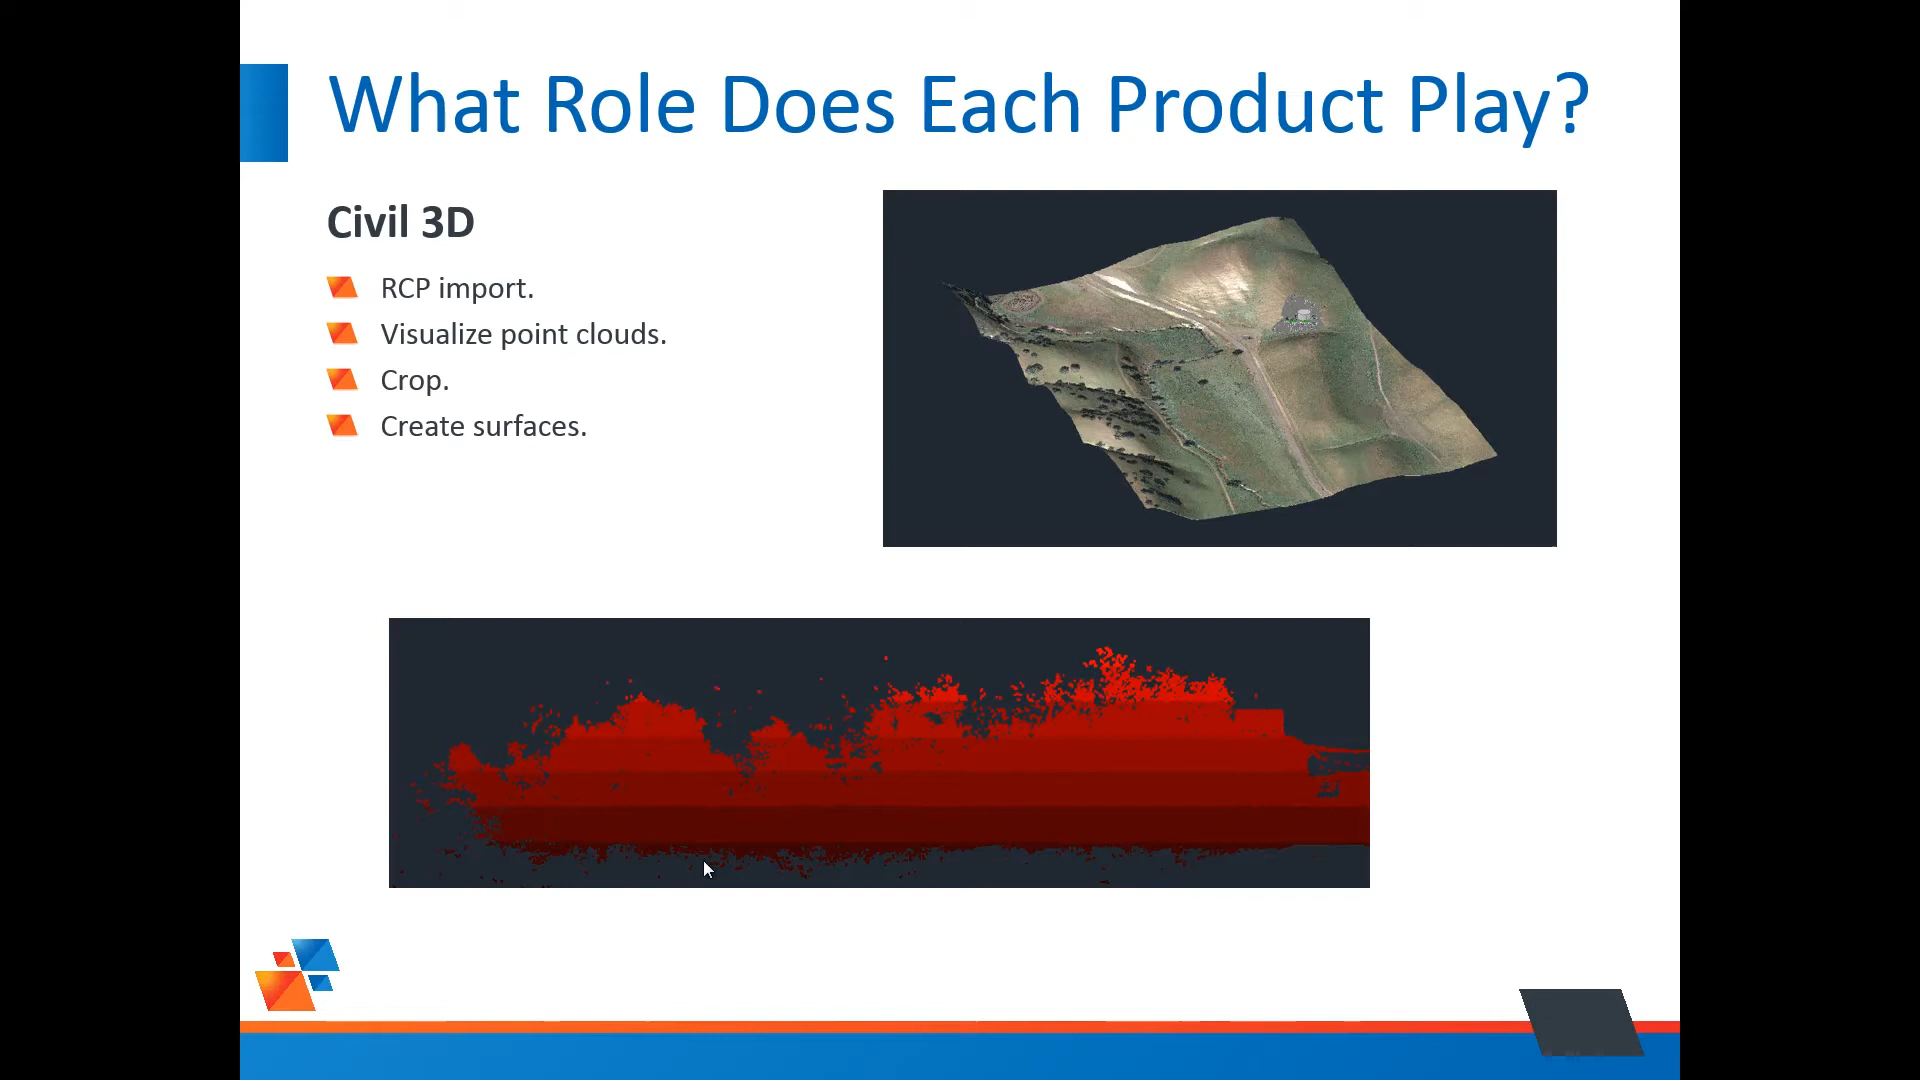 What Role Does Each Product Play?
Civil 3D
RCP import.
Visualize point clouds.
Crop.
Create surfaces.